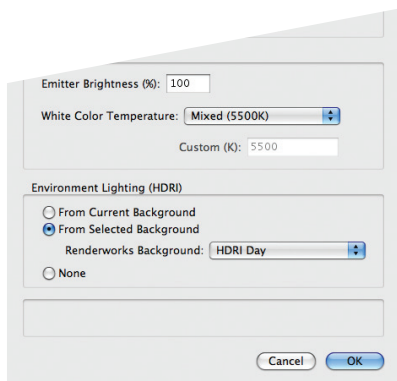 Emitter Brightness (%): 100
White Color Temperature: Mixed (5500K)
Custom (K): 5500
Environment Lighting (HDRI)
From Current Background
From Selected Background
Renderworks Background: HDRI Day
None
Cancel OK